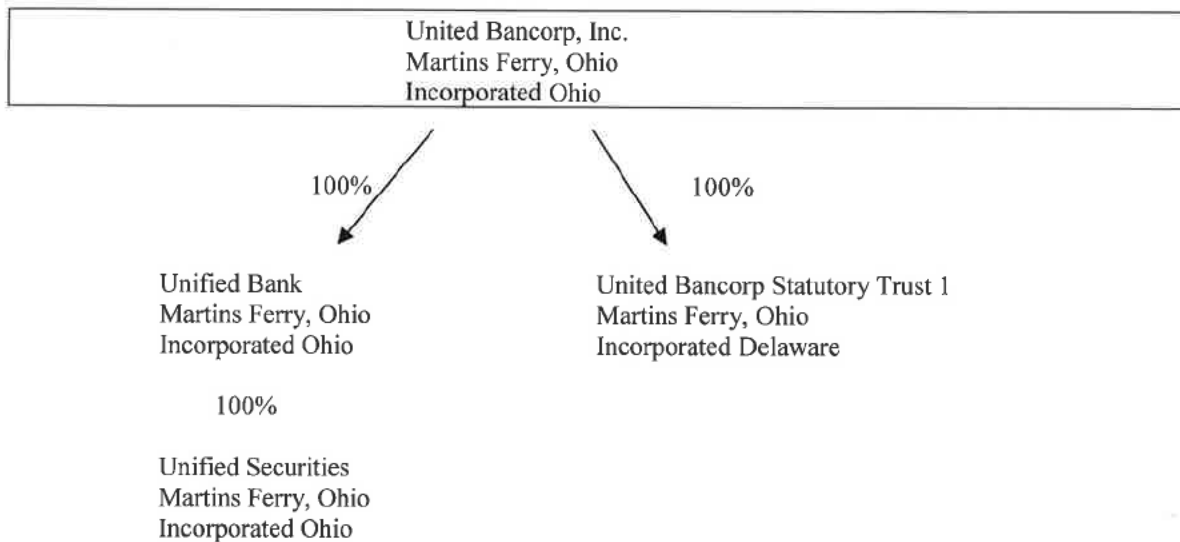 United Bancorp, Inc.
Martins Ferry, Ohio
Incorporated Ohio
100%
100%
Unified Bank
Martins Ferry, Ohio
Incorporated Ohio
United Bancorp Statutory Trust 1
Martins Ferry, Ohio
Incorporated Delaware
100%
Unified Securities
Martins Ferry, Ohio
Incorporated Ohio